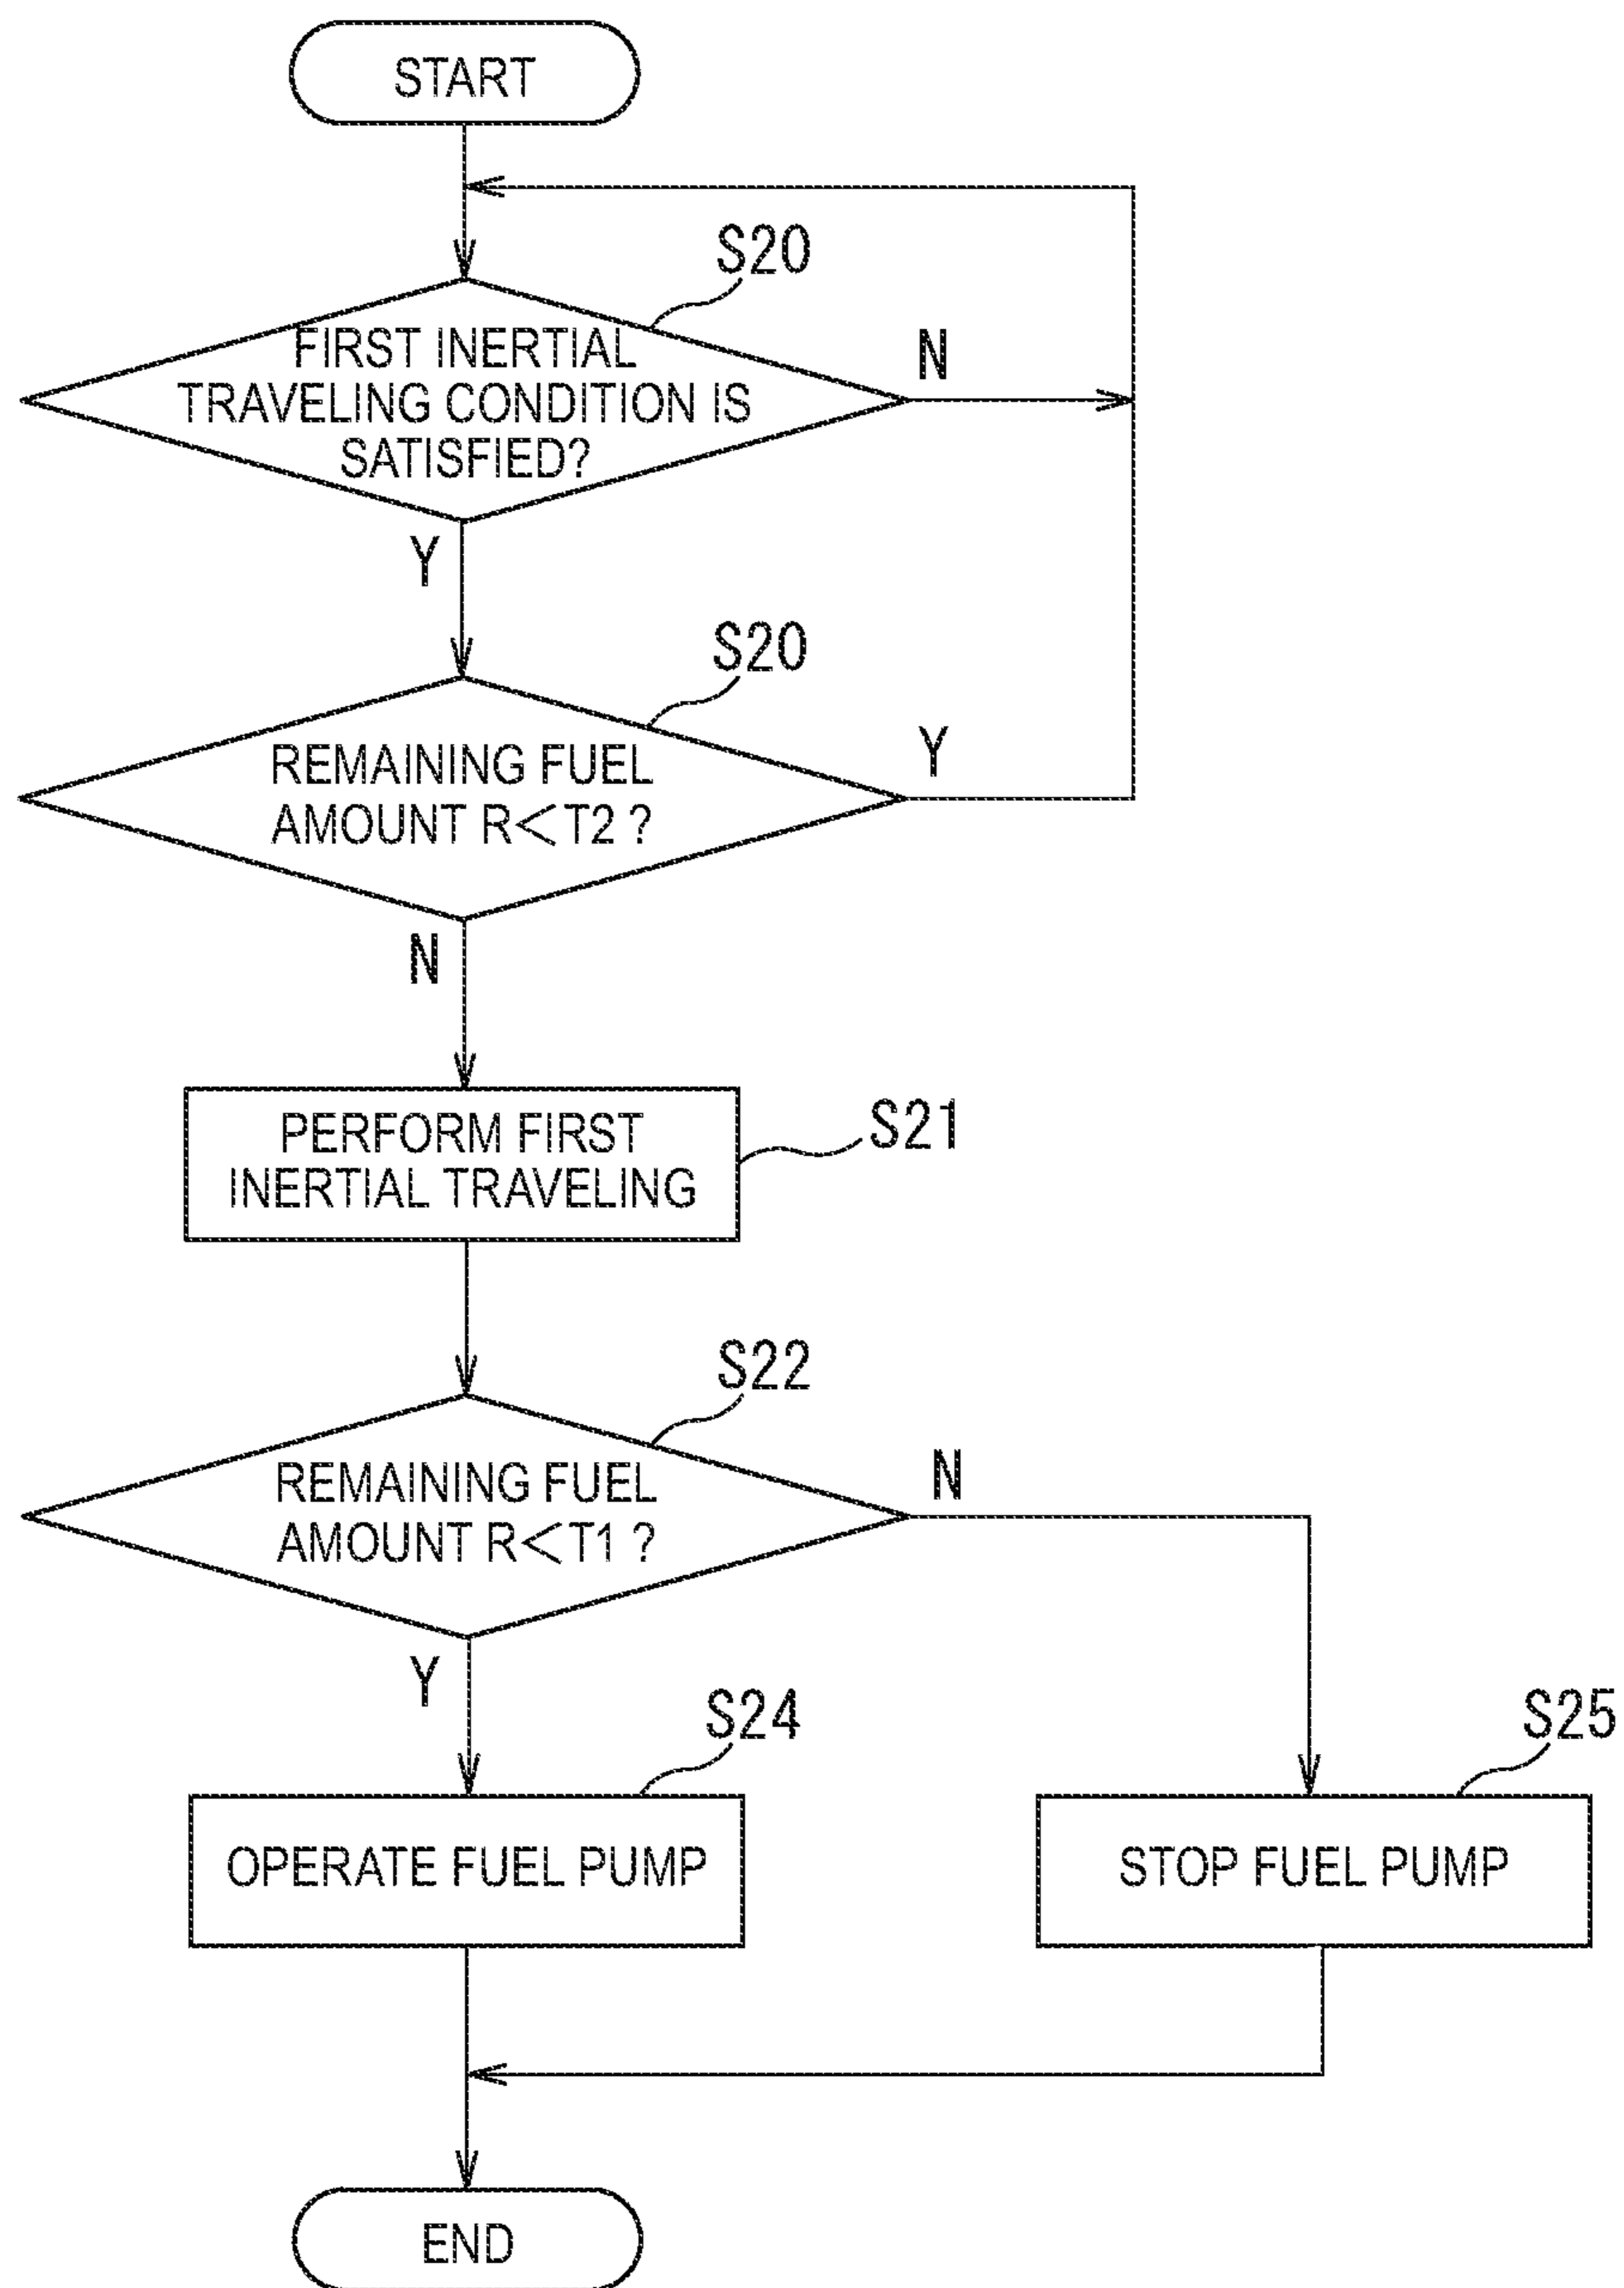 START
S20
FIRST INERTIAL
TRAVELING CONDITION IS
SATISFIED?
N
Y
S20
REMAINING FUEL
AMOUNT R<T2 ?
Y
N
PERFORM FIRST
INERTIAL TRAVELING
S21
S22
REMAINING FUEL
AMOUNT R<T1 ?
N
Y
S24
S25
OPERATE FUEL PUMP
STOP FUEL PUMP
END